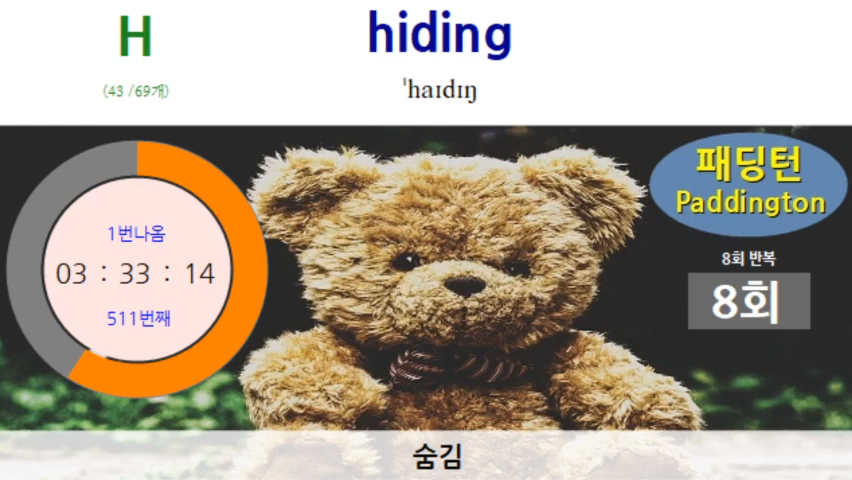 H
(43 /69개)
hiding
ˈhaɪdɪŋ
1번나옴
03 : 33 : 14
511번째
패딩턴
Paddington
8회 반복
8회
숨김